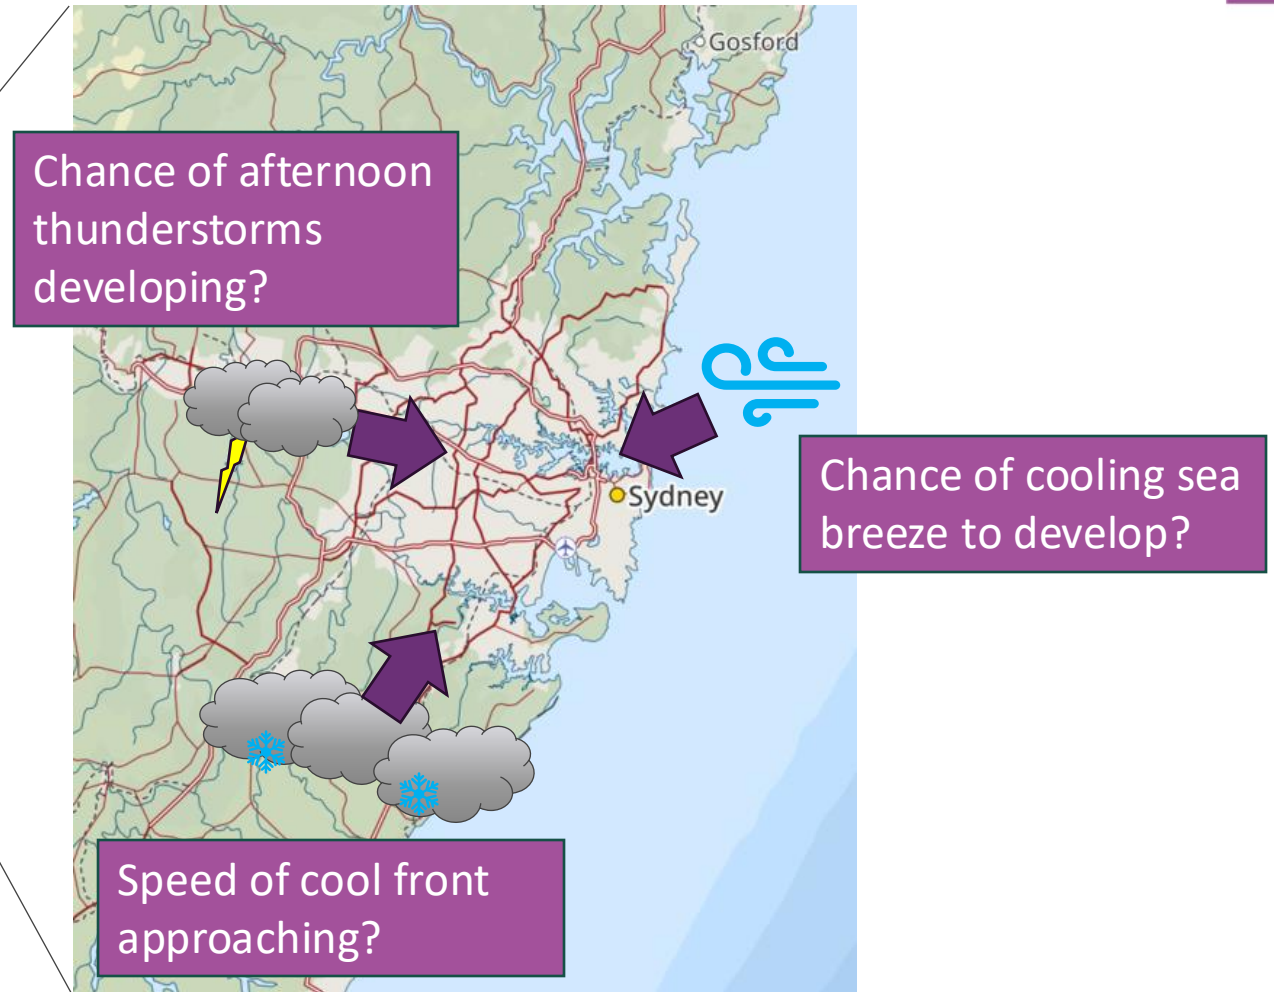 Gosford
Chance of afternoon
thunderstorms
developing?
Chance of cooling sea
breeze to develop?
Sydney
Speed of cool front
approaching?